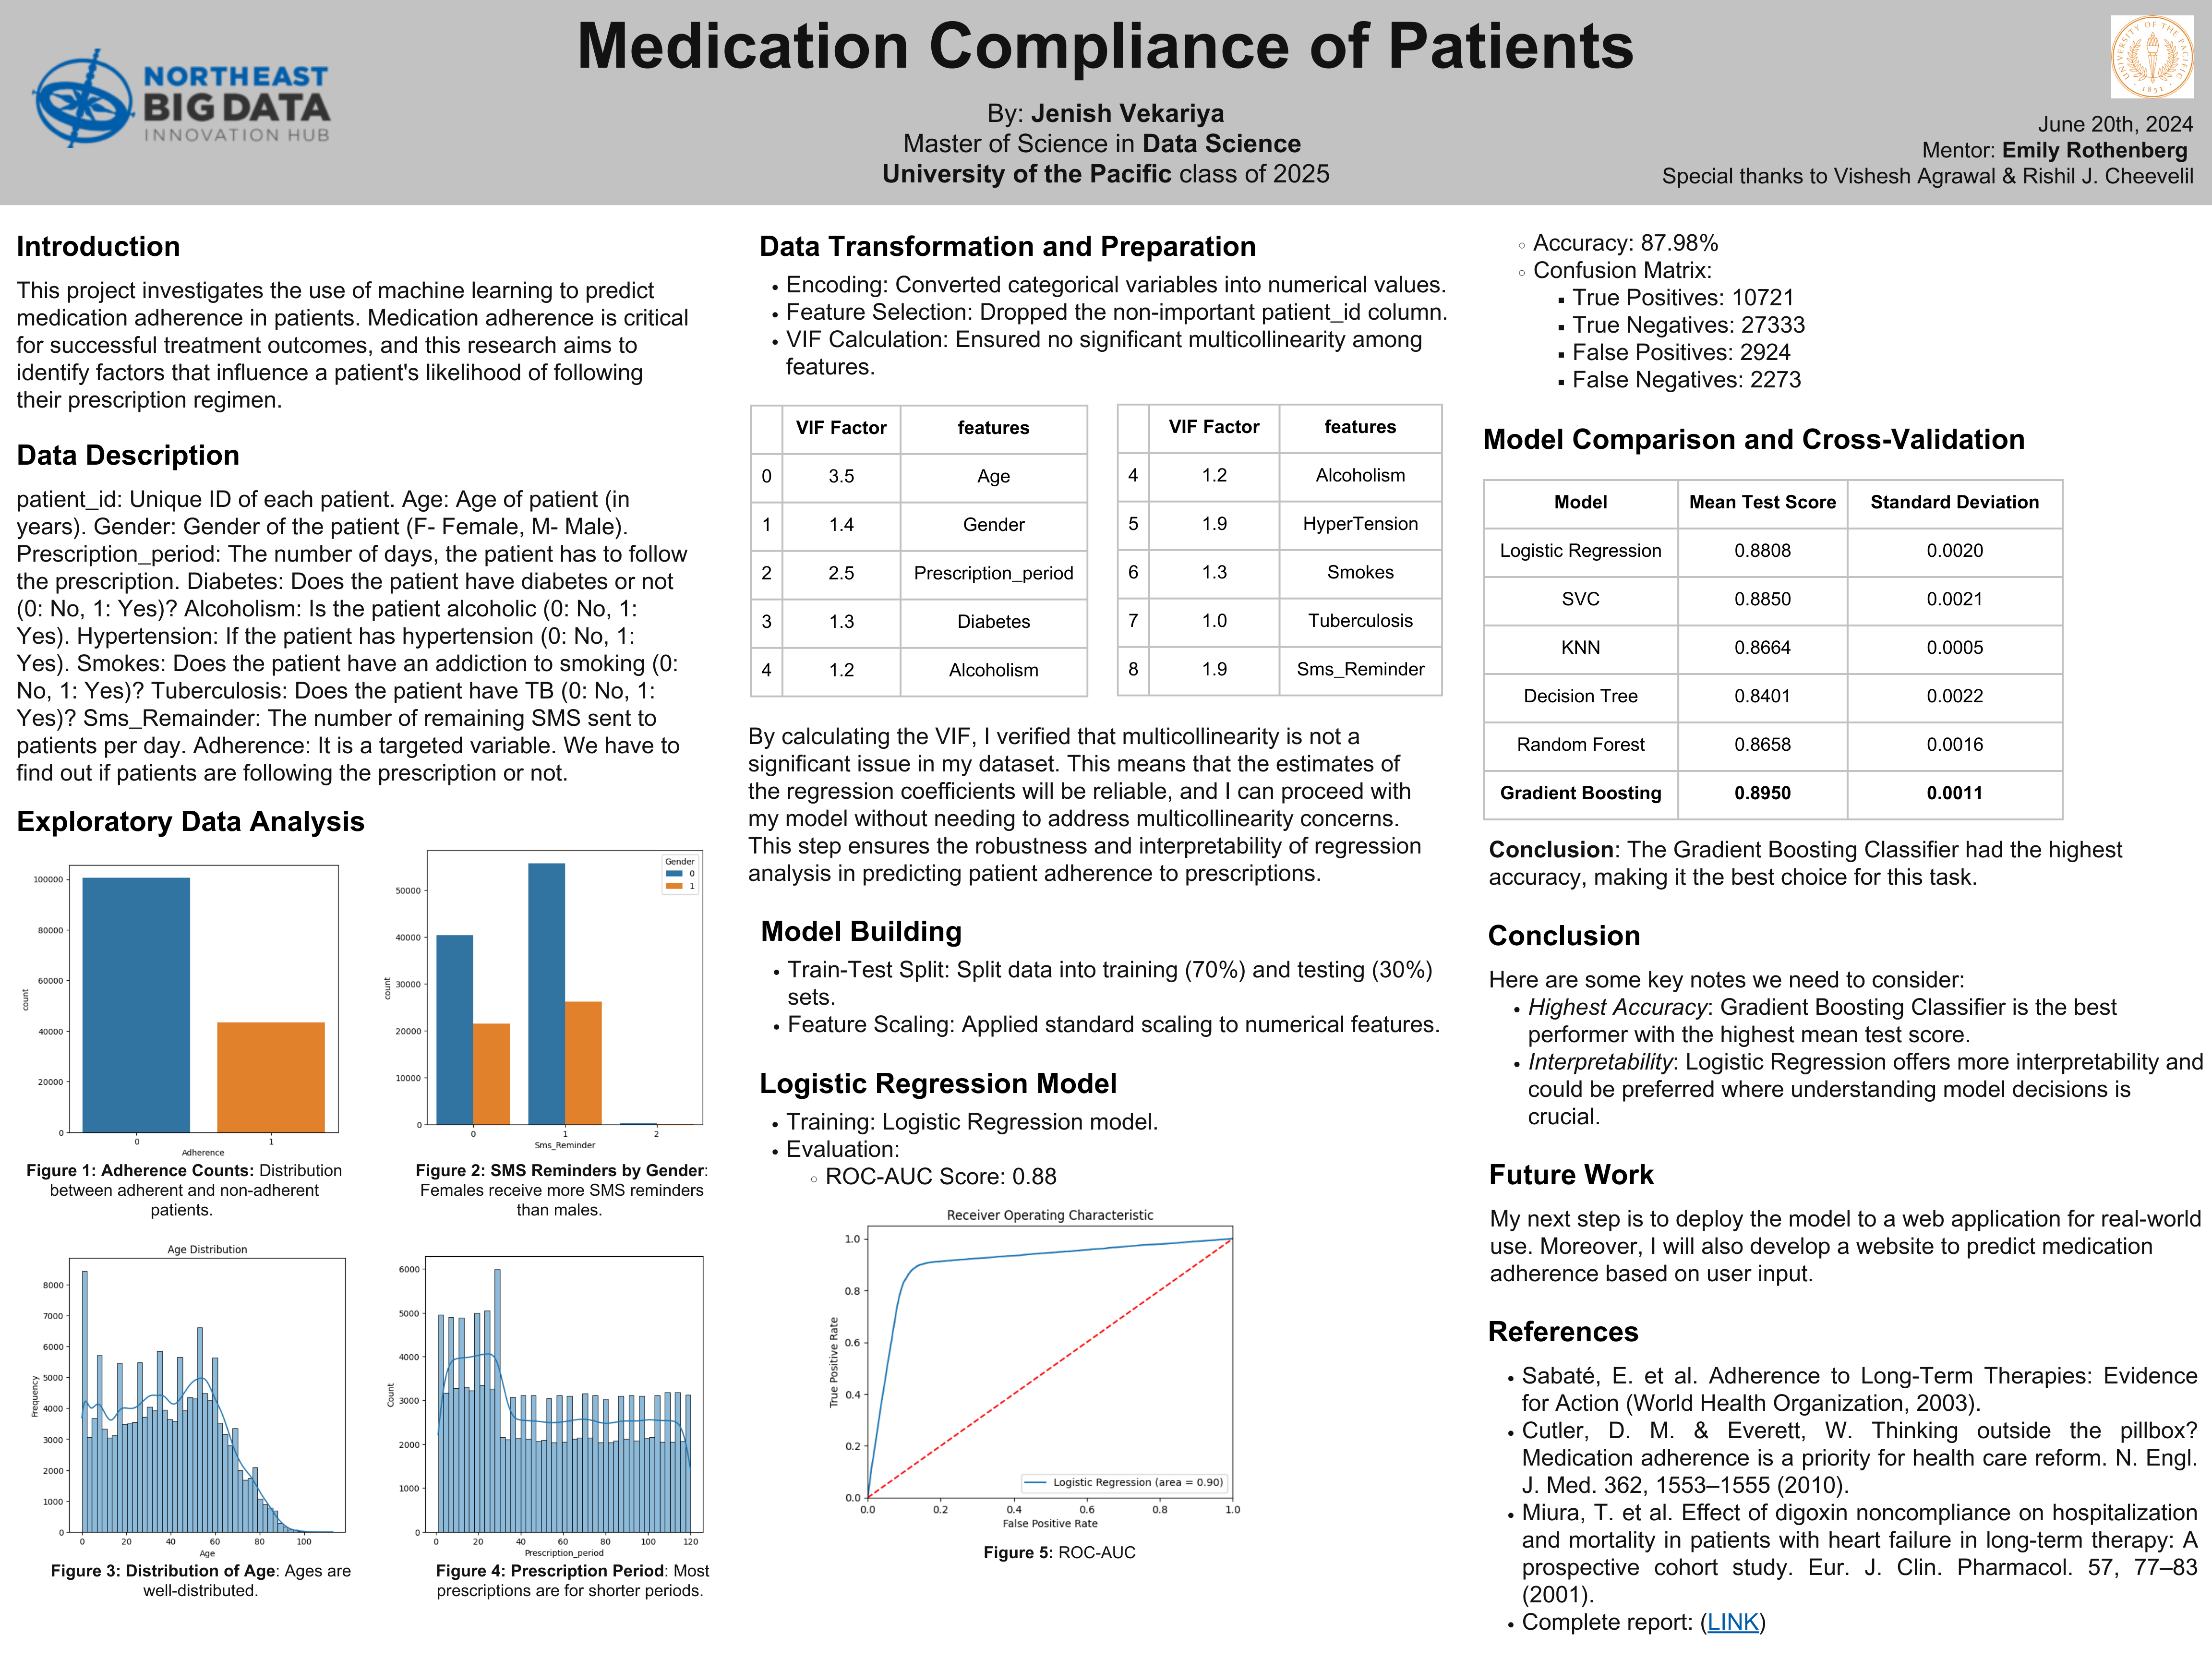 NORTHEAST
BIG DATA
INNOVATION HUB
Medication Compliance of Patients
By: Jenish Vekariya
Master of Science in Data Science
University of the Pacific class of 2025
UNIVERSITY OF THE PACIFIC
1851
June 20th, 2024
Mentor: Emily Rothenberg
Special thanks to Vishesh Agrawal & Rishil J. Cheevelil
Introduction
This project investigates the use of machine learning to predict
medication adherence in patients. Medication adherence is critical
for successful treatment outcomes, and this research aims to
identify factors that influence a patient's likelihood of following
their prescription regimen.
Data Description
patient_id: Unique ID of each patient. Age: Age of patient (in
years). Gender: Gender of the patient (F- Female, M- Male).
Prescription_period: The number of days, the patient has to follow
the prescription. Diabetes: Does the patient have diabetes or not
(0: No, 1: Yes)? Alcoholism: Is the patient alcoholic (0: No, 1:
Yes). Hypertension: If the patient has hypertension (0: No, 1:
Yes). Smokes: Does the patient have an addiction to smoking (0:
No, 1: Yes)? Tuberculosis: Does the patient have TB (0: No, 1:
Yes)? Sms_Remainder: The number of remaining SMS sent to
patients per day. Adherence: It is a targeted variable. We have to
find out if patients are following the prescription or not.
Exploratory Data Analysis
100000
80000
60000
40000
20000
0
count
0 1
Adherence
Figure 1: Adherence Counts: Distribution
between adherent and non-adherent
patients.
Gender
0
1
50000
40000
30000
20000
10000
0
count
0 1 2
Sms_Reminder
Figure 2: SMS Reminders by Gender:
Females receive more SMS reminders
than males.
Age Distribution
8000
7000
6000
5000
4000
3000
2000
1000
0
Frequency
0 20 40 60 80 100
Age
Figure 3: Distribution of Age: Ages are
well-distributed.
6000
5000
4000
3000
2000
1000
0
Count
0 20 40 60 80 100 120
Prescription_period
Figure 4: Prescription Period: Most
prescriptions are for shorter periods.
Data Transformation and Preparation
• Encoding: Converted categorical variables into numerical values.
• Feature Selection: Dropped the non-important patient_id column.
• VIF Calculation: Ensured no significant multicollinearity among
features.
VIF Factor features
0 3.5 Age
1 1.4 Gender
2 2.5 Prescription_period
3 1.3 Diabetes
4 1.2 Alcoholism
VIF Factor features
4 1.2 Alcoholism
5 1.9 HyperTension
6 1.3 Smokes
7 1.0 Tuberculosis
8 1.9 Sms_Reminder
By calculating the VIF, I verified that multicollinearity is not a
significant issue in my dataset. This means that the estimates of
the regression coefficients will be reliable, and I can proceed with
my model without needing to address multicollinearity concerns.
This step ensures the robustness and interpretability of regression
analysis in predicting patient adherence to prescriptions.
Model Building
• Train-Test Split: Split data into training (70%) and testing (30%)
sets.
• Feature Scaling: Applied standard scaling to numerical features.
Logistic Regression Model
• Training: Logistic Regression model.
• Evaluation:
○ ROC-AUC Score: 0.88
Receiver Operating Characteristic
1.0
0.8
0.6
0.4
0.2
0.0
True Positive Rate
Logistic Regression (area = 0.90)
0.0 0.2 0.4 0.6 0.8 1.0
False Positive Rate
Figure 5: ROC-AUC
○ Accuracy: 87.98%
○ Confusion Matrix:
▪ True Positives: 10721
▪ True Negatives: 27333
▪ False Positives: 2924
▪ False Negatives: 2273
Model Comparison and Cross-Validation
Model Mean Test Score Standard Deviation
Logistic Regression 0.8808 0.0020
SVC 0.8850 0.0021
KNN 0.8664 0.0005
Decision Tree 0.8401 0.0022
Random Forest 0.8658 0.0016
Gradient Boosting 0.8950 0.0011
Conclusion: The Gradient Boosting Classifier had the highest
accuracy, making it the best choice for this task.
Conclusion
Here are some key notes we need to consider:
• Highest Accuracy: Gradient Boosting Classifier is the best
performer with the highest mean test score.
• Interpretability: Logistic Regression offers more interpretability and
could be preferred where understanding model decisions is
crucial.
Future Work
My next step is to deploy the model to a web application for real-world
use. Moreover, I will also develop a website to predict medication
adherence based on user input.
References
• Sabaté, E. et al. Adherence to Long-Term Therapies: Evidence
for Action (World Health Organization, 2003).
• Cutler, D. M. & Everett, W. Thinking outside the pillbox?
Medication adherence is a priority for health care reform. N. Engl.
J. Med. 362, 1553–1555 (2010).
• Miura, T. et al. Effect of digoxin noncompliance on hospitalization
and mortality in patients with heart failure in long-term therapy: A
prospective cohort study. Eur. J. Clin. Pharmacol. 57, 77–83
(2001).
• Complete report: (LINK)